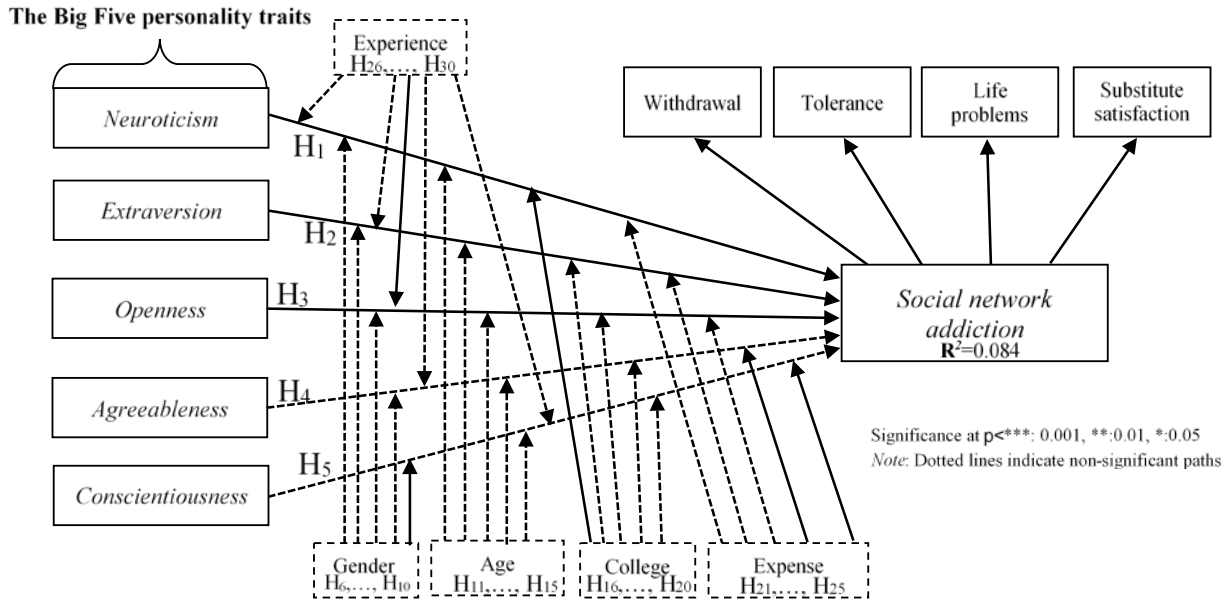 The Big Five personality traits
Experience
H26,…, H30
Neuroticism
Withdrawal
Tolerance
Life
problems
Substitute
satisfaction
H1
Extraversion
H2
Openness
H3
Social network
addiction
R²=0.084
Agreeableness
H4
Significance at p<***: 0.001, **:0.01, *:0.05
Note: Dotted lines indicate non-significant paths
Conscientiousness
H5
Gender
H6,…, H10
Age
H11,…, H15
College
H16,…, H20
Expense
H21,…, H25